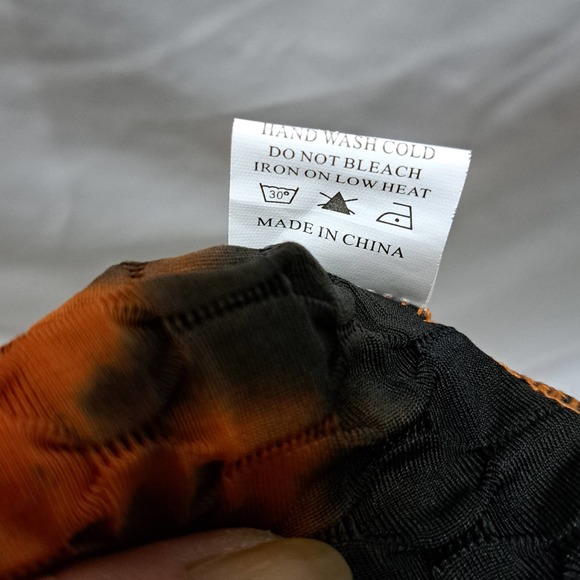 HAND WASH COLD
DO NOT BLEACH
IRON ON LOW HEAT
30°
MADE IN CHINA